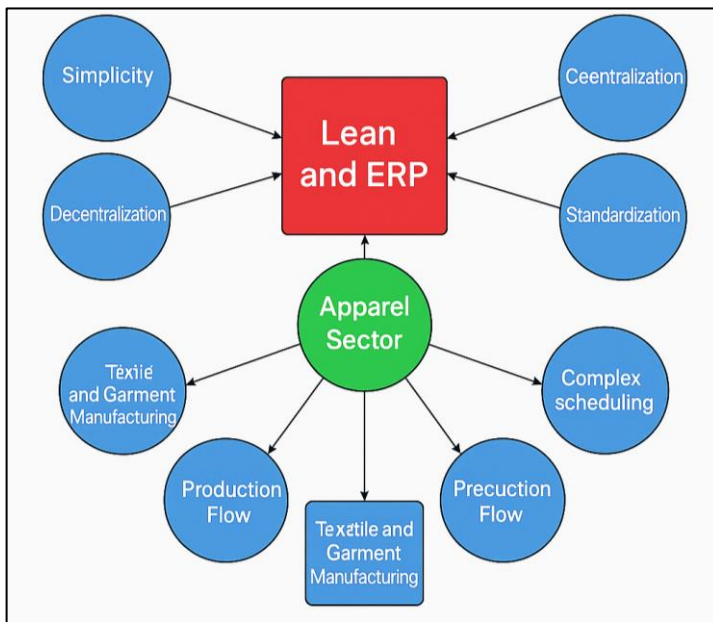 Simplicity
Ceentralization
Lean
and ERP
Decentralization
Standardization
Apparel
Sector
and Garment
Manufacturing
Complex
scheduling
Production
Flow
Precuction
Flow
and
Garment
Manufacturing